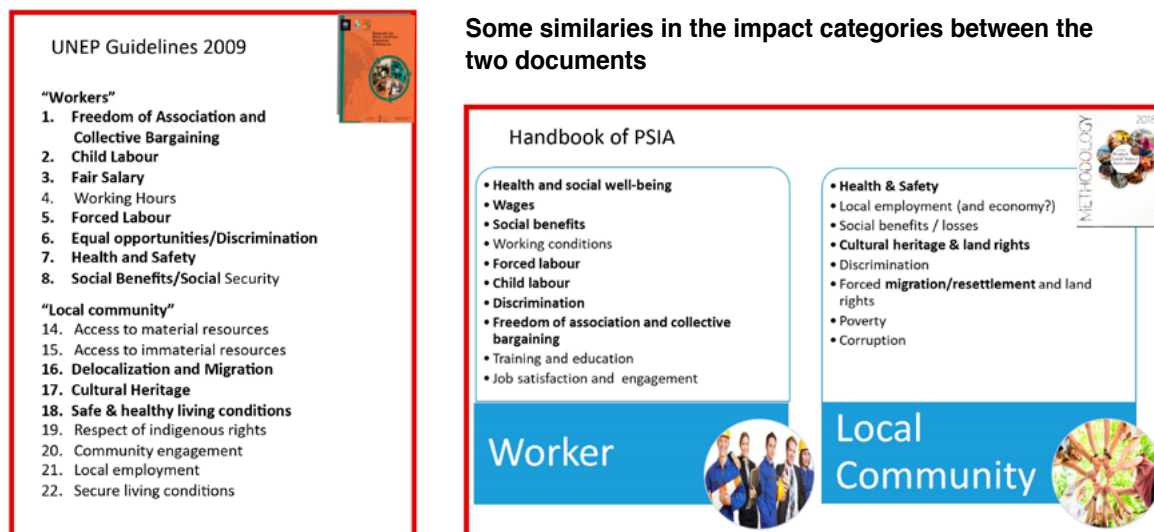 UNEP Guidelines 2009
“Workers”
1. Freedom of Association and
Collective Bargaining
2. Child Labour
3. Fair Salary
4. Working Hours
5. Forced Labour
6. Equal opportunities/Discrimination
7. Health and Safety
8. Social Benefits/Social Security
“Local community”
14. Access to material resources
15. Access to immaterial resources
16. Delocalization and Migration
17. Cultural Heritage
18. Safe & healthy living conditions
19. Respect of indigenous rights
20. Community engagement
21. Local employment
22. Secure living conditions
Some similaries in the impact categories between the
two documents
Handbook of PSIA
• Health and social well-being
• Wages
• Social benefits
• Working conditions
• Forced labour
• Child labour
• Discrimination
• Freedom of association and collective
bargaining
• Training and education
• Job satisfaction and engagement
Worker
METHODOLOGY
2018
• Health & Safety
• Local employment (and economy?)
• Social benefits / losses
• Cultural heritage & land rights
• Discrimination
• Forced migration/resettlement and land
rights
• Poverty
• Corruption
Local
Community